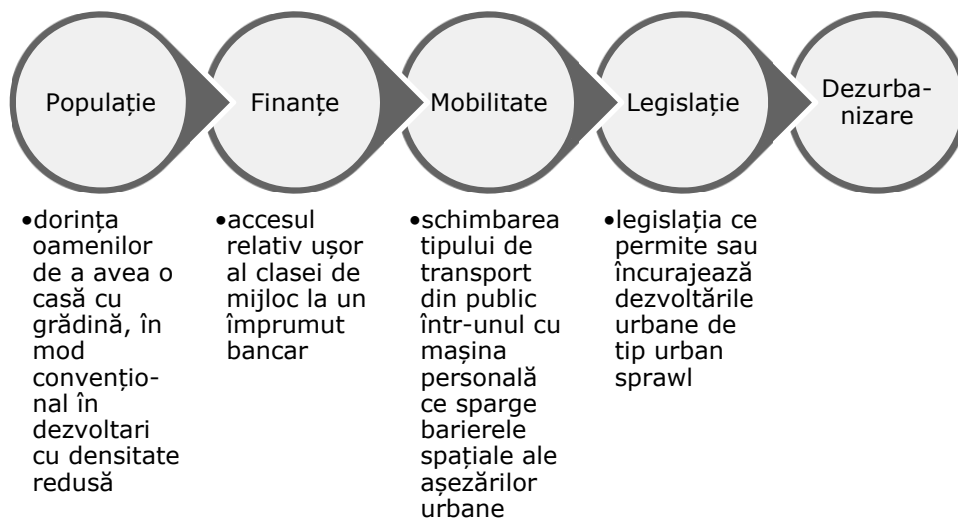 Populație
Finanțe
Mobilitate
Legislație
Dezurba-
nizare
•dorința
oamenilor
de a avea o
casă cu
grădină, în
mod
convențio-
nal în
dezvoltari
cu densitate
redusă
•accesul
relativ ușor
al clasei de
mijloc la un
împrumut
bancar
•schimbarea
tipului de
transport
din public
într-unul cu
mașina
personală
ce sparge
barierele
spațiale ale
așezărilor
urbane
•legislația ce
permite sau
încurajează
dezvoltările
urbane de
tip urban
sprawl